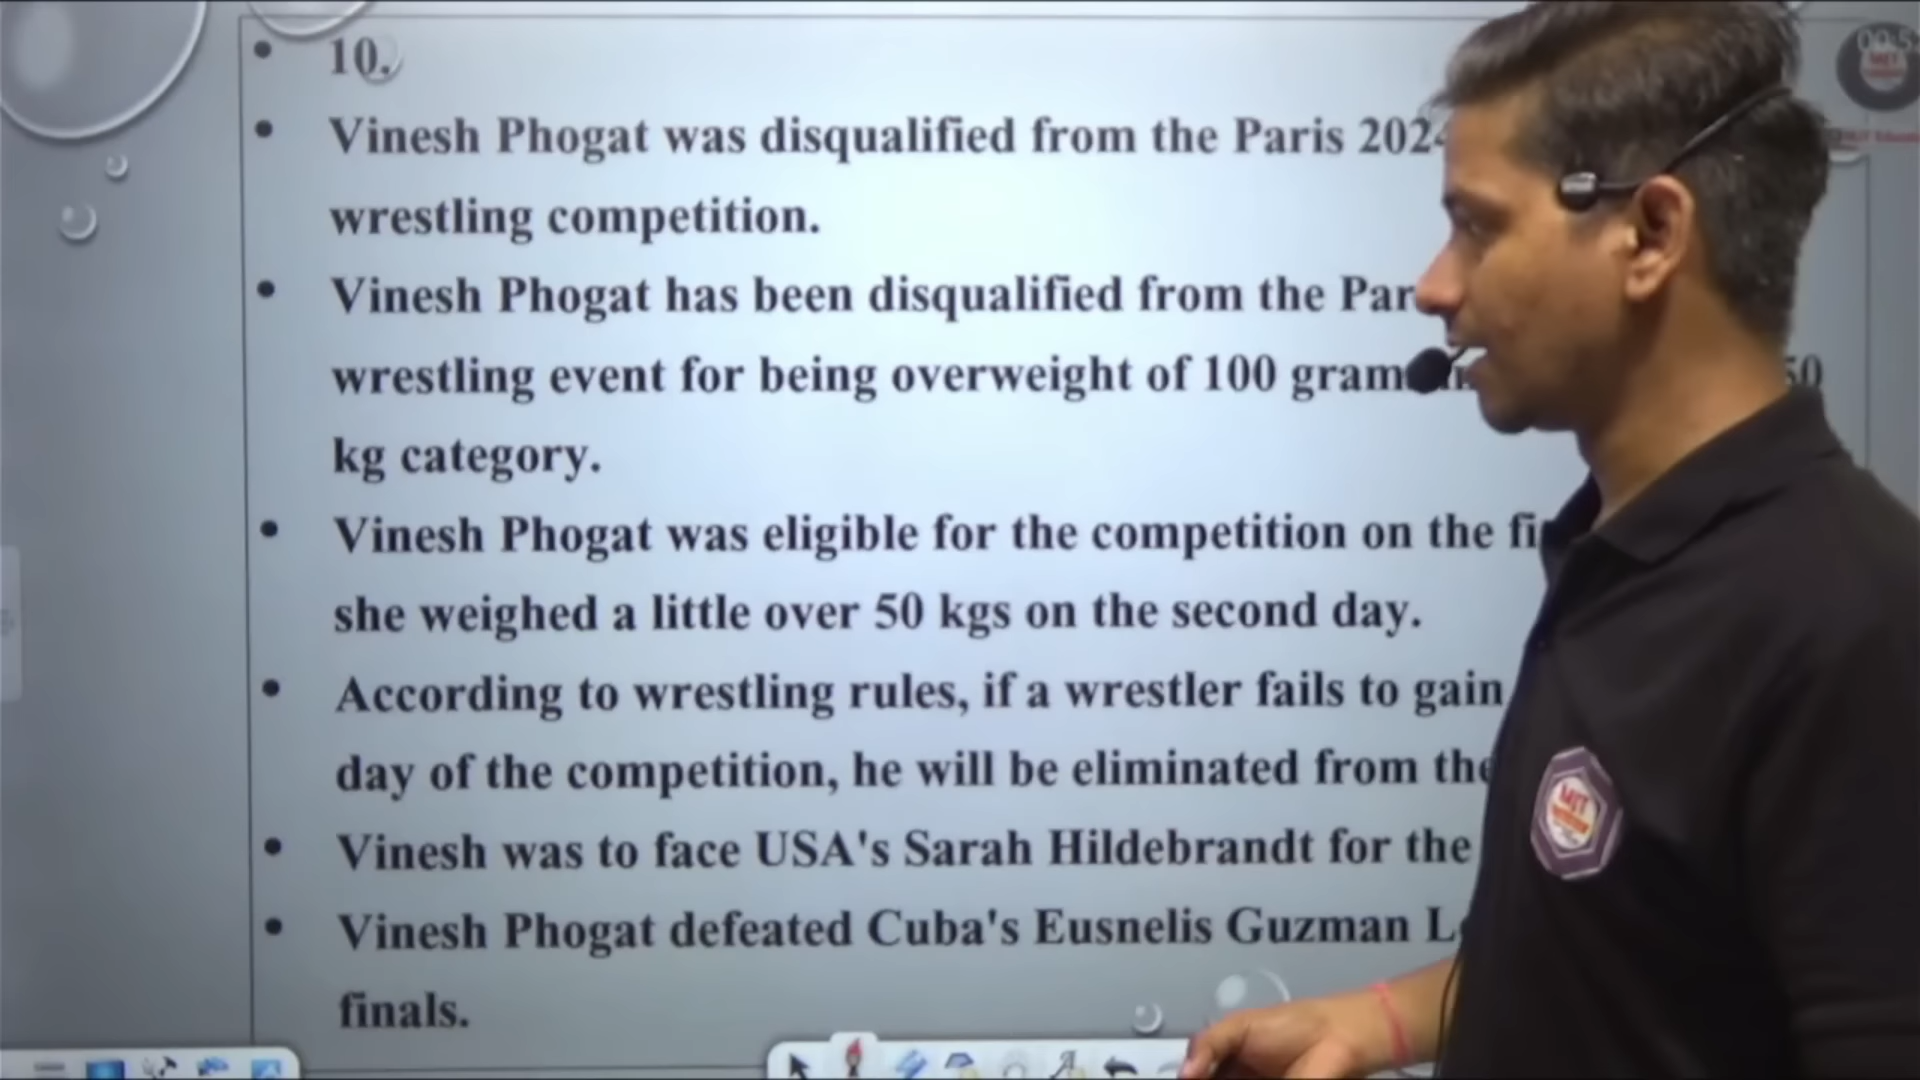 10.
Vinesh Phogat was disqualified from the Paris 2024
wrestling competition.
Vinesh Phogat has been disqualified from the
wrestling event for being overweight of 100 gram
50
kg category.
Vinesh Phogat was eligible for the competition on the
she weighed a little over 50 kgs on the second day.
According to wrestling rules, if a wrestler fails to gain
day of the competition, he will be eliminated from the
Vinesh was to face USA's Sarah Hildebrandt for the
Vinesh Phogat defeated Cuba's Eusnelis Guzman
finals.
MIT